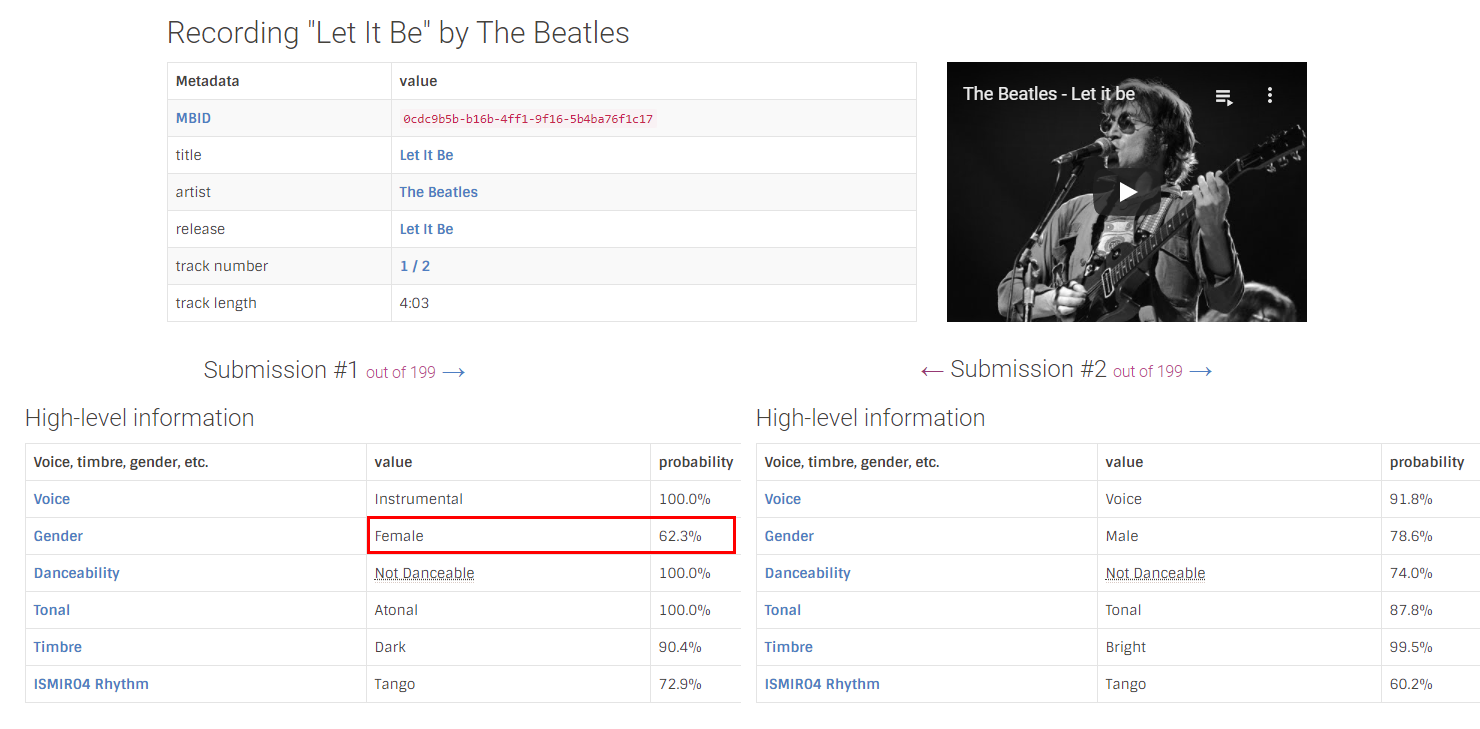 Recording "Let It Be" by The Beatles
Metadata value
MBID 0cdc9b5b-b16b-4ff1-9f16-5b4ba76f1c17
title Let It Be
artist The Beatles
release Let It Be
track number 1 / 2
track length 4:03
The Beatles - Let it be
Submission #1 out of 199 →
High-level information
Voice, timbre, gender, etc. value probability
Voice Instrumental 100.0%
Gender Female 62.3%
Danceability Not Danceable 100.0%
Tonal Atonal 100.0%
Timbre Dark 90.4%
ISMIR04 Rhythm Tango 72.9%
← Submission #2 out of 199 →
High-level information
Voice, timbre, gender, etc. value probability
Voice Voice 91.8%
Gender Male 78.6%
Danceability Not Danceable 74.0%
Tonal Tonal 87.8%
Timbre Bright 99.5%
ISMIR04 Rhythm Tango 60.2%